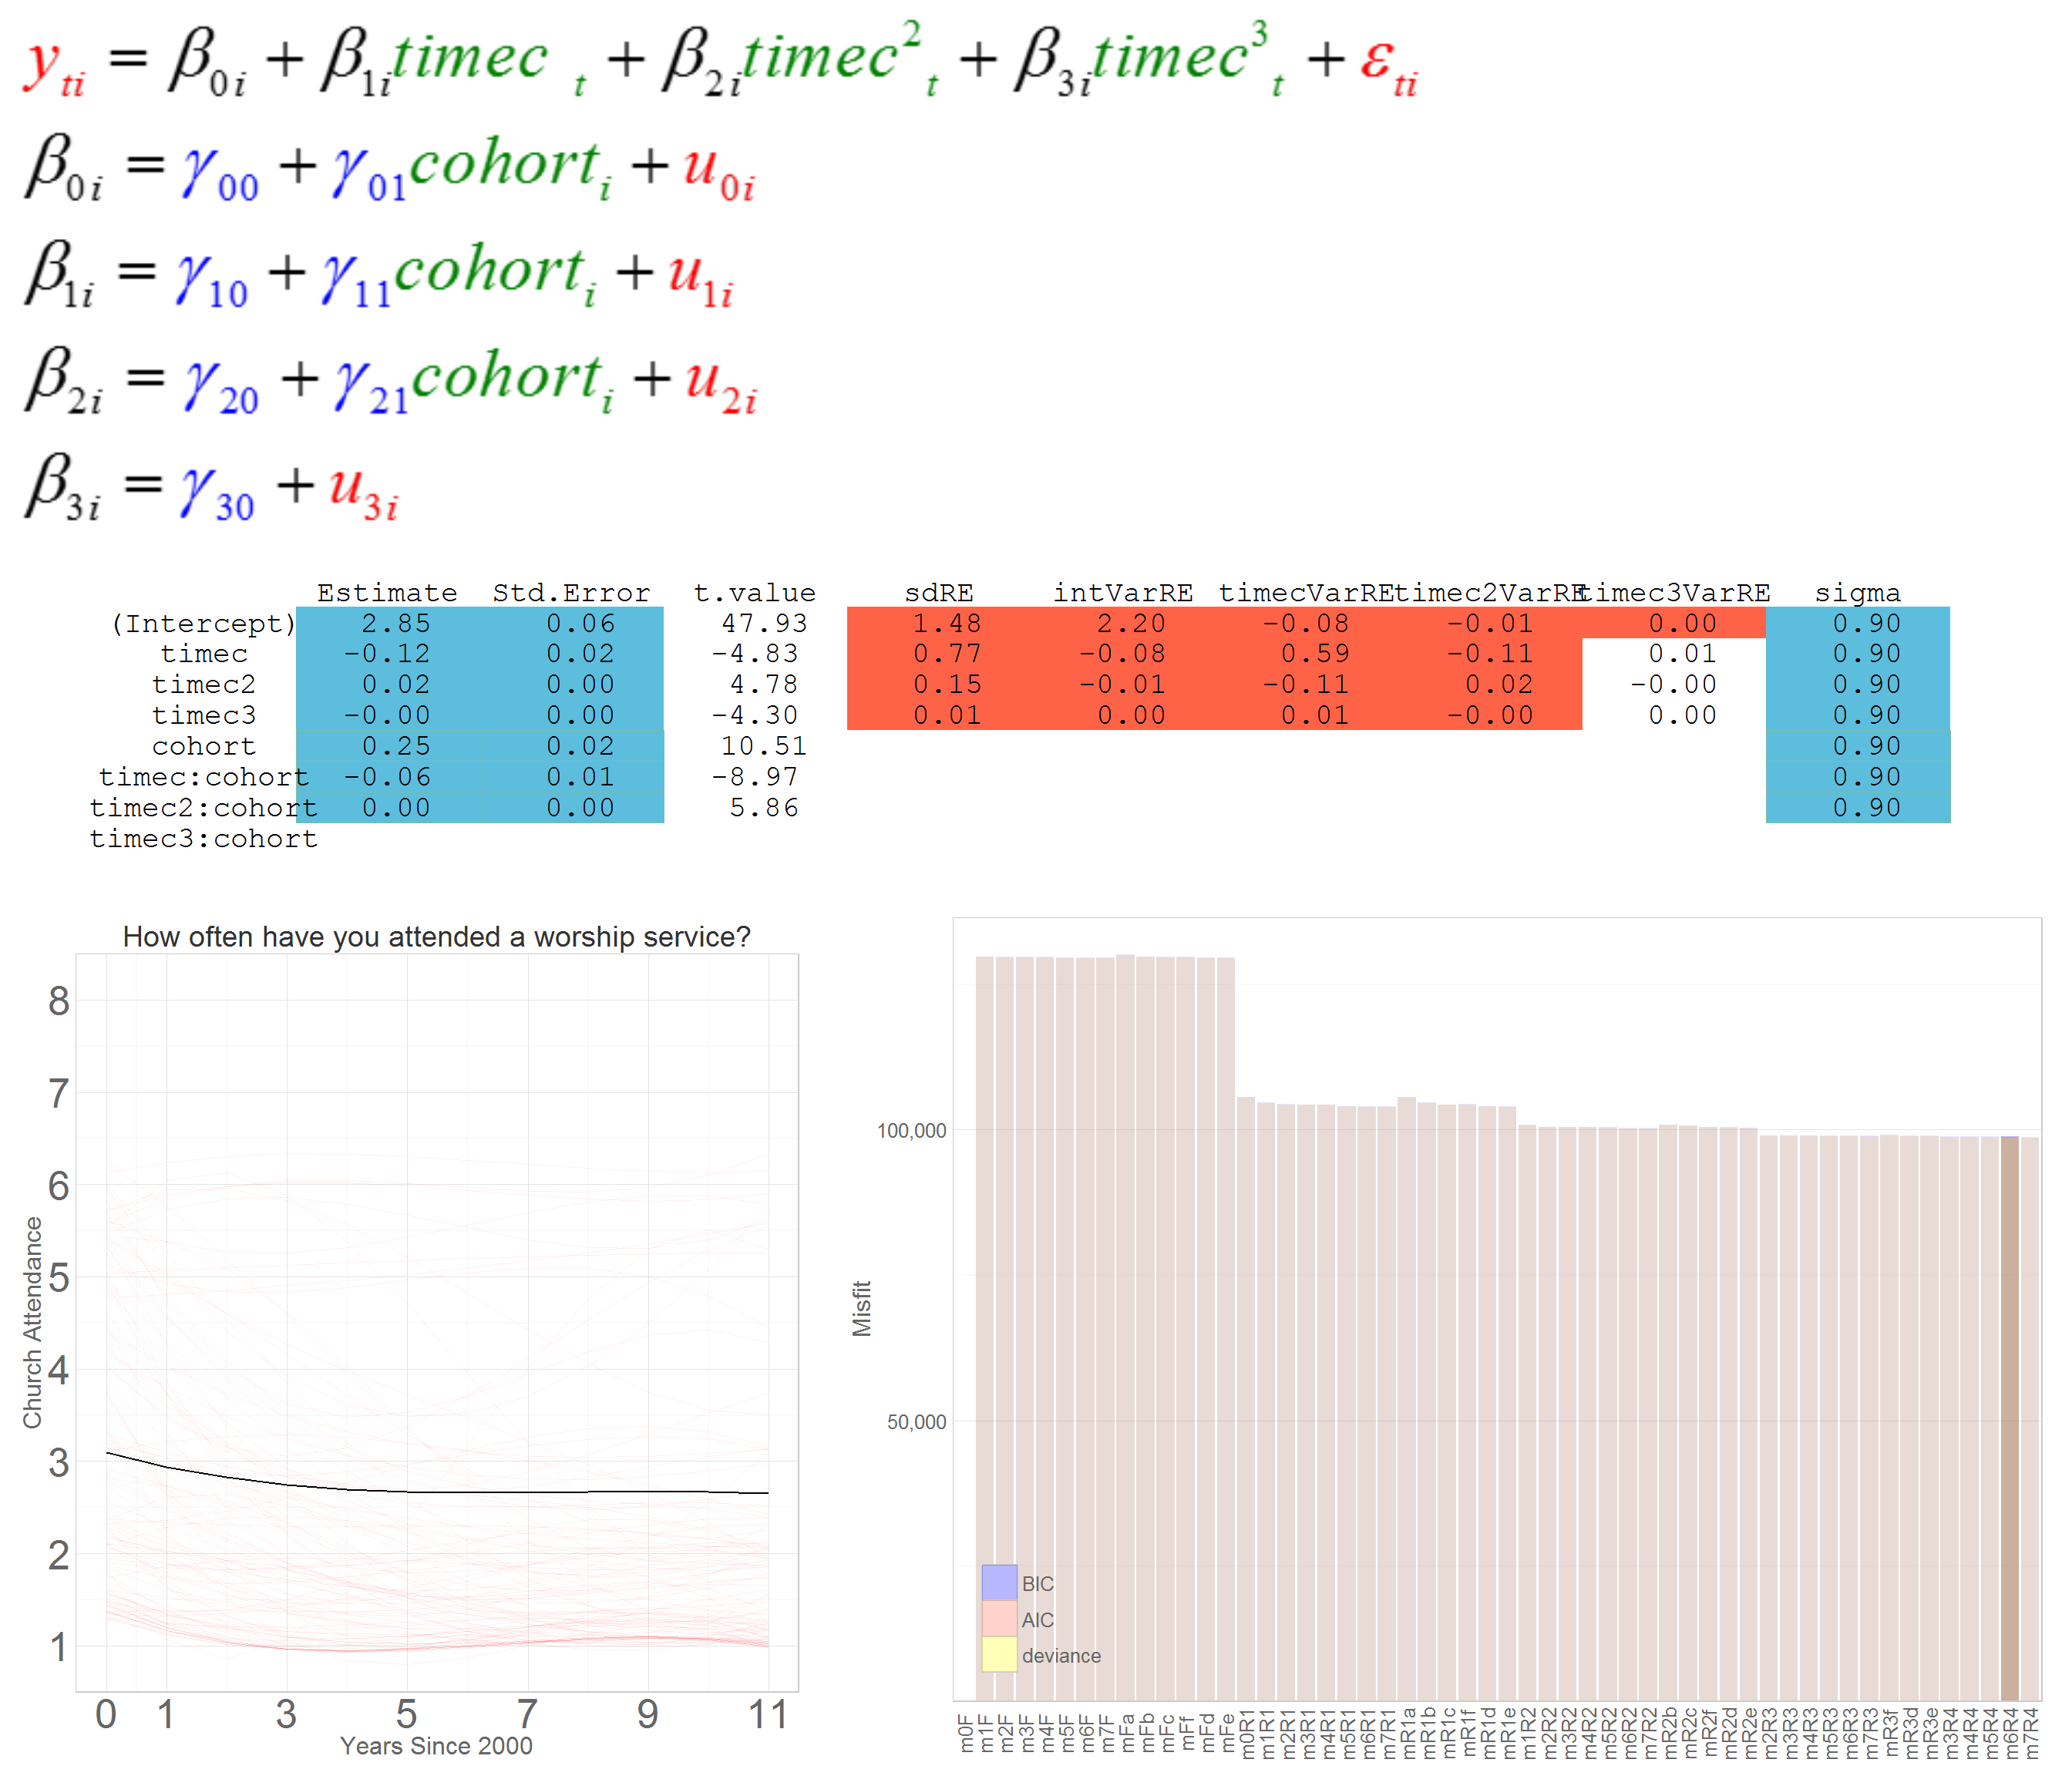 y_ti = β_0i + β_1i timec_t + β_2i timec²_t + β_3i timec³_t + ε_ti
β_0i = γ_00 + γ_01 cohort_i + u_0i
β_1i = γ_10 + γ_11 cohort_i + u_1i
β_2i = γ_20 + γ_21 cohort_i + u_2i
β_3i = γ_30 + u_3i
Estimate Std.Error t.value sdRE intVarRE timecVarRE timec2VarRE timec3VarRE sigma
(Intercept) 2.85 0.06 47.93 1.48 2.20 -0.08 -0.01 0.00 0.90
timec -0.12 0.02 -4.83 0.77 -0.08 0.59 -0.11 0.01 0.90
timec2 0.02 0.00 4.78 0.15 -0.01 -0.11 0.02 -0.00 0.90
timec3 -0.00 0.00 -4.30 0.01 0.00 0.01 -0.00 0.00 0.90
cohort 0.25 0.02 10.51 0.90
timec:cohort -0.06 0.01 -8.97 0.90
timec2:cohort 0.00 0.00 5.86 0.90
timec3:cohort
How often have you attended a worship service?
8
7
6
5
4
3
2
1
Church Attendance
0 1 3 5 7 9 11
Years Since 2000
100,000
50,000
Misfit
BIC
AIC
deviance
m0F m1F m2F m3F m4F m5F m6F m7F mFa mFb mFc mFf mFd mFe m0R1 m1R1 m2R1 m3R1 m4R1 m5R1 m6R1 m7R1 mR1a mR1b mR1c mR1f mR1d mR1e m1R2 m2R2 m3R2 m4R2 m5R2 m6R2 m7R2 mR2b mR2c mR2f mR2d mR2e m2R3 m3R3 m4R3 m5R3 m6R3 m7R3 mR3f mR3d mR3e m3R4 m4R4 m5R4 m6R4 m7R4